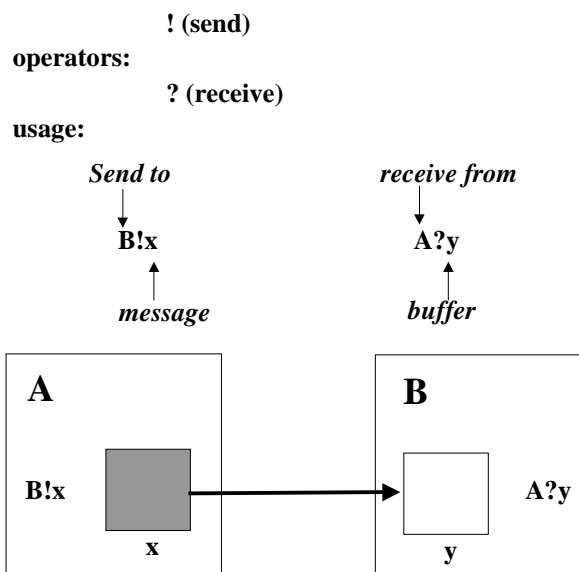 ! (send)
operators:
? (receive)
usage:
Send to receive from
B!x A?y
message buffer
A B
B!x A?y
x y